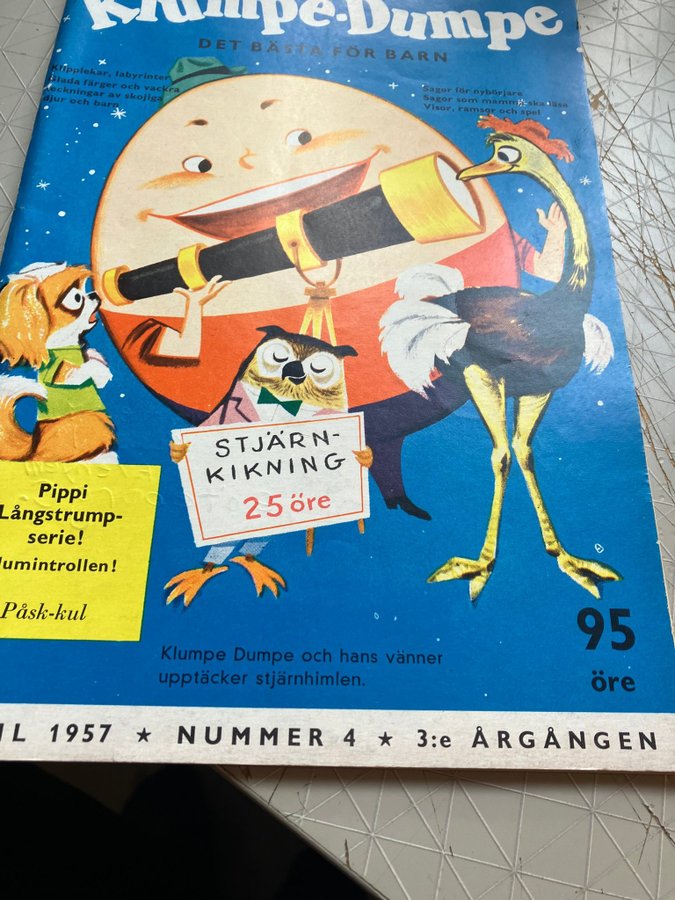 Klumpe-Dumpe
DET BÄSTA FÖR BARN
Klipplekar, labyrinter
Glada färger och vackra
teckningar av skojiga
djur och barn
Sagor för nybörjare
Sagor som mamma ska läsa
Visor, ramsor och spel
STJÄRN-
KIKNING
25 öre
Pippi
Långstrump-
serie!
umintrollen!
Påsk-kul
Klumpe Dumpe och hans vänner
upptäcker stjärnhimlen.
95
öre
IL 1957 ★ NUMMER 4 ★ 3:e ÅRGÅNGEN